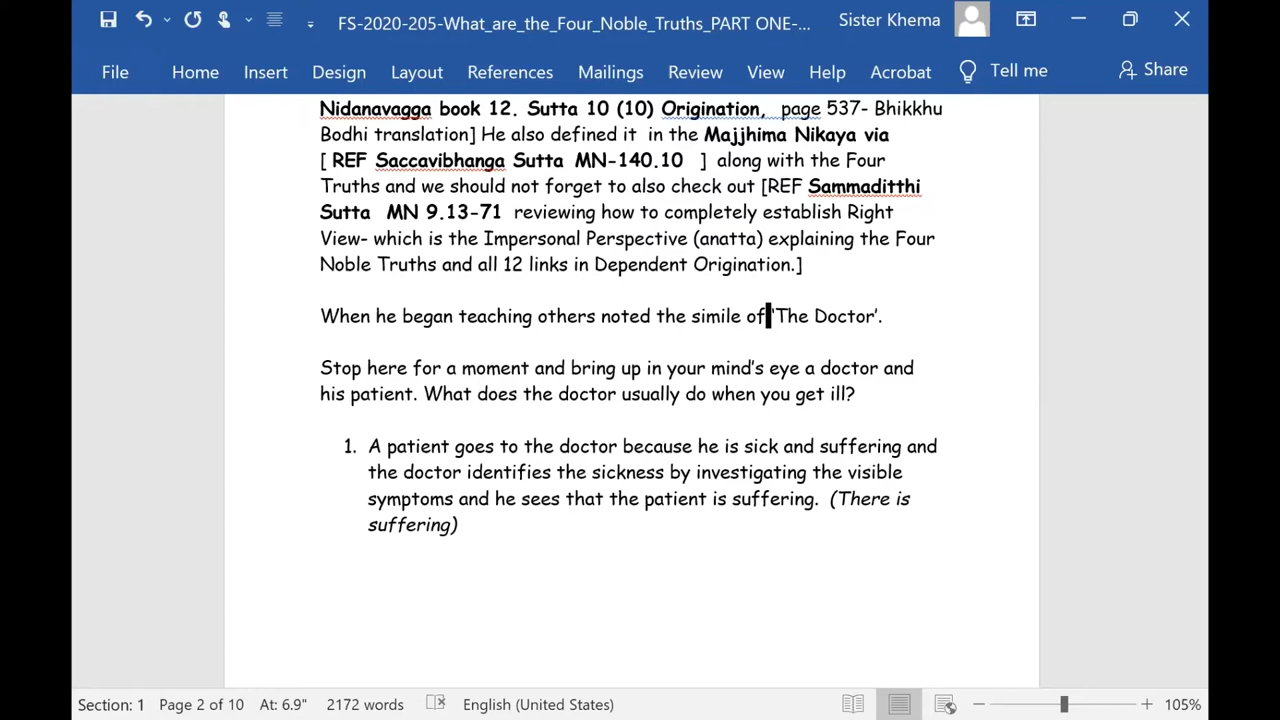 FS-2020-205-What_are_the_Four_Noble_Truths_PART ONE-... Sister Khema
File Home Insert Design Layout References Mailings Review View Help Acrobat Tell me Share
Nidanavagga book 12. Sutta 10 (10) Origination, page 537- Bhikkhu
Bodhi translation] He also defined it in the Majjhima Nikaya via
[ REF Saccavibhanga Sutta MN-140.10 ] along with the Four
Truths and we should not forget to also check out [REF Sammaditthi
Sutta MN 9.13-71 reviewing how to completely establish Right
View- which is the Impersonal Perspective (anatta) explaining the Four
Noble Truths and all 12 links in Dependent Origination.]
When he began teaching others noted the simile of 'The Doctor'.
Stop here for a moment and bring up in your mind's eye a doctor and
his patient. What does the doctor usually do when you get ill?
1. A patient goes to the doctor because he is sick and suffering and
the doctor identifies the sickness by investigating the visible
symptoms and he sees that the patient is suffering. (There is
suffering)
Section: 1 Page 2 of 10 At: 6.9" 2172 words English (United States) 105%